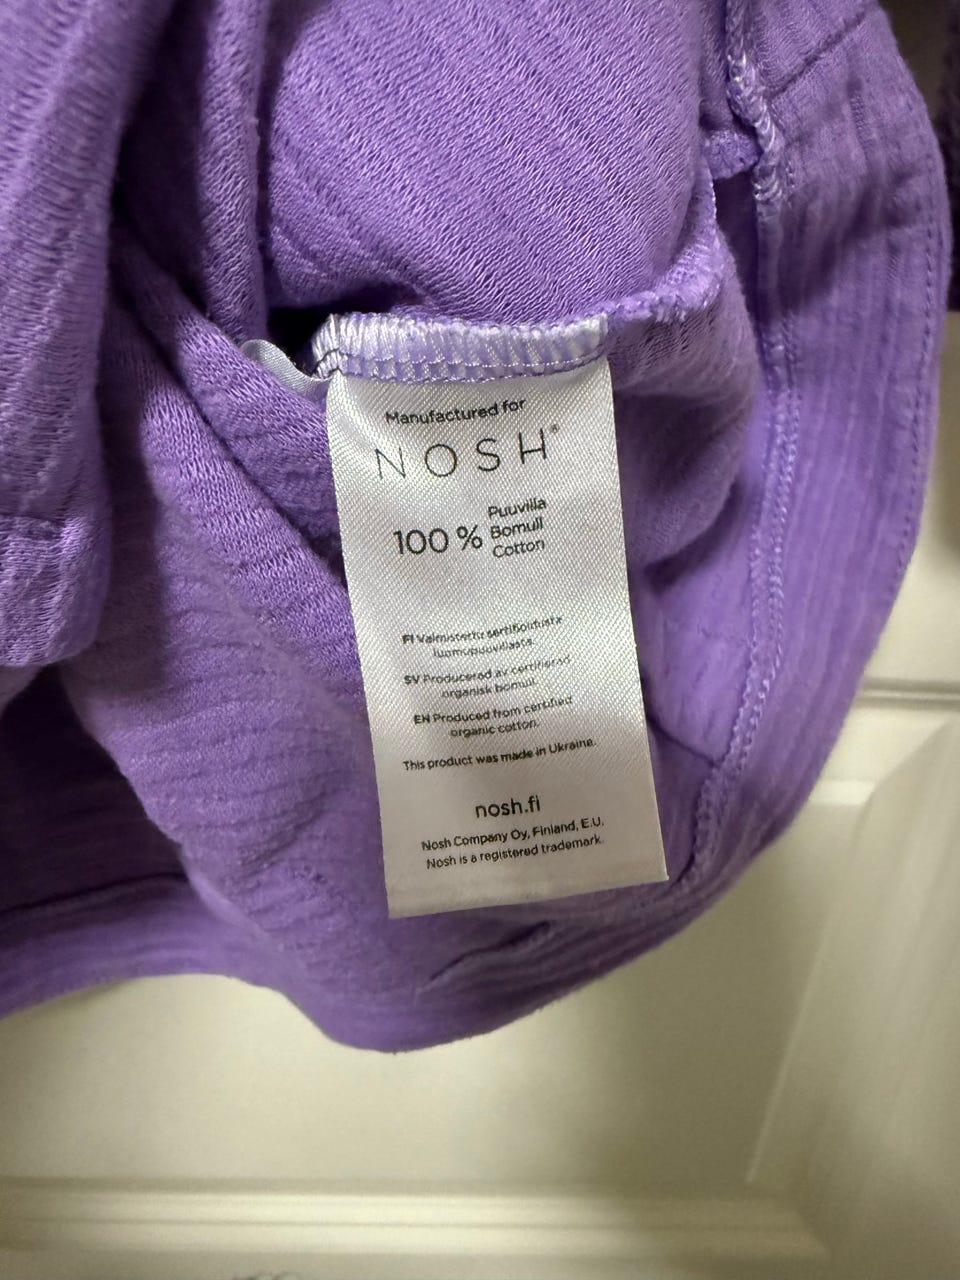 Manufactured for
NOSH®
100 % Puuvilla
Bomull
Cotton
FI Valmistettu sertifioidusta
luomupuuvillasta.
SV Producerad av certifierad
organisk bomull.
EN Produced from certified
organic cotton.
This product was made in Ukraine.
nosh.fi
Nosh Company Oy, Finland, E.U.
Nosh is a registered trademark.